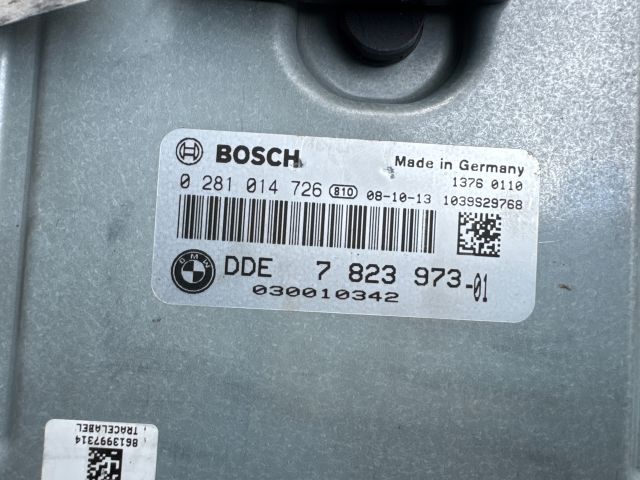 BOSCH
Made in Germany
1376 0110
0 281 014 726 810 08-10-13 1039S29768
BMW
DDE 7 823 973-01
030010342
TRACELABEL
8613997314